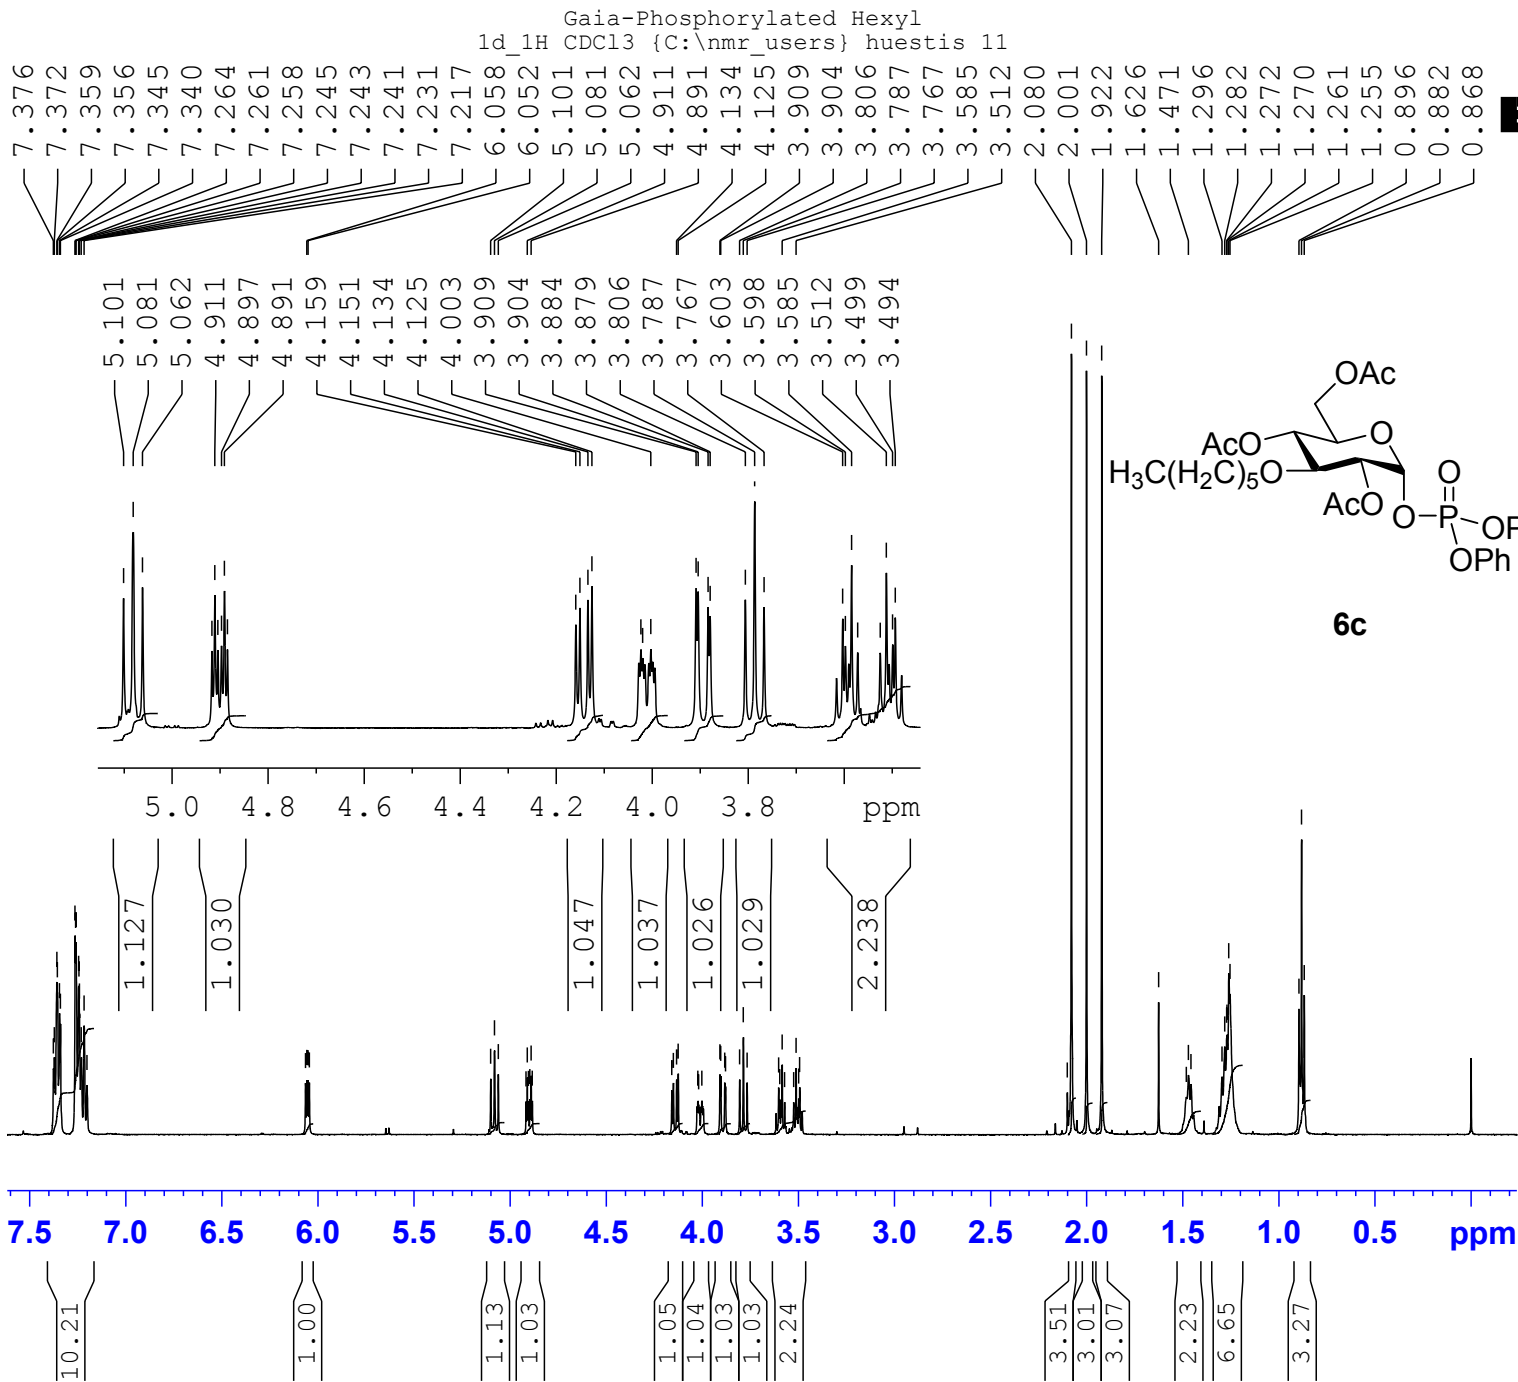 Gaia-Phosphorylated Hexyl
1d_1H CDCl3 {C:\nmr_users} huestis 11
7.376 7.372 7.359 7.356 7.345 7.340 7.264 7.261 7.258 7.245 7.243 7.241 7.231 7.217 6.058 6.052 5.101 5.081 5.062 4.911 4.891 4.134 4.125 3.909 3.904 3.806 3.787 3.767 3.585 3.512 2.080 2.001 1.922 1.626 1.471 1.296 1.282 1.272 1.270 1.261 1.255 0.896 0.882 0.868
5.101 5.081 5.062 4.911 4.897 4.891 4.159 4.151 4.134 4.125 4.003 3.909 3.904 3.884 3.879 3.806 3.787 3.767 3.603 3.598 3.585 3.512 3.499 3.494
OAc
AcO O
H3C(H2C)5O O
AcO O P OP
OPh
6c
5.0 4.8 4.6 4.4 4.2 4.0 3.8 ppm
1.127 1.030 1.047 1.037 1.026 1.029 2.238
7.5 7.0 6.5 6.0 5.5 5.0 4.5 4.0 3.5 3.0 2.5 2.0 1.5 1.0 0.5 ppm
10.21 1.00 1.13 1.03 1.05 1.04 1.03 1.03 2.24 3.51 3.01 3.07 2.23 6.65 3.27